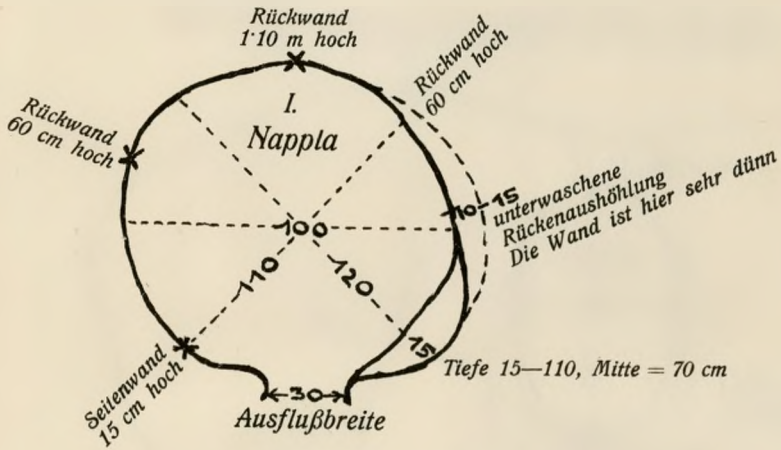 Rückwand
1·10 m hoch
Rückwand
60 cm hoch
Rückwand
60 cm hoch
I.
Nappla
10-15
unterwaschene
Rückenaushöhlung
Die Wand ist hier sehr dünn
100
110
120
15
Tiefe 15—110, Mitte = 70 cm
Seitenwand
15 cm hoch
30
Ausflußbreite